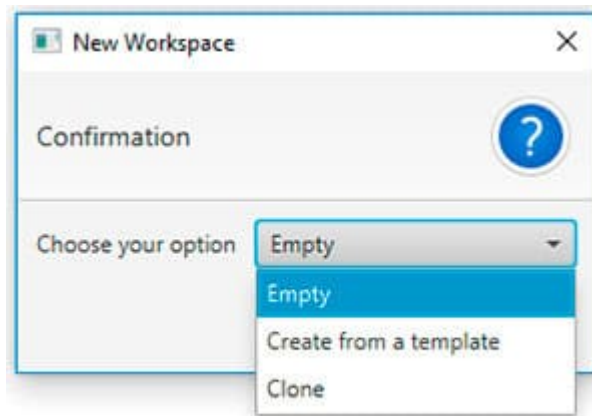 New Workspace
Confirmation
?
Choose your option Empty
Empty
Create from a template
Clone